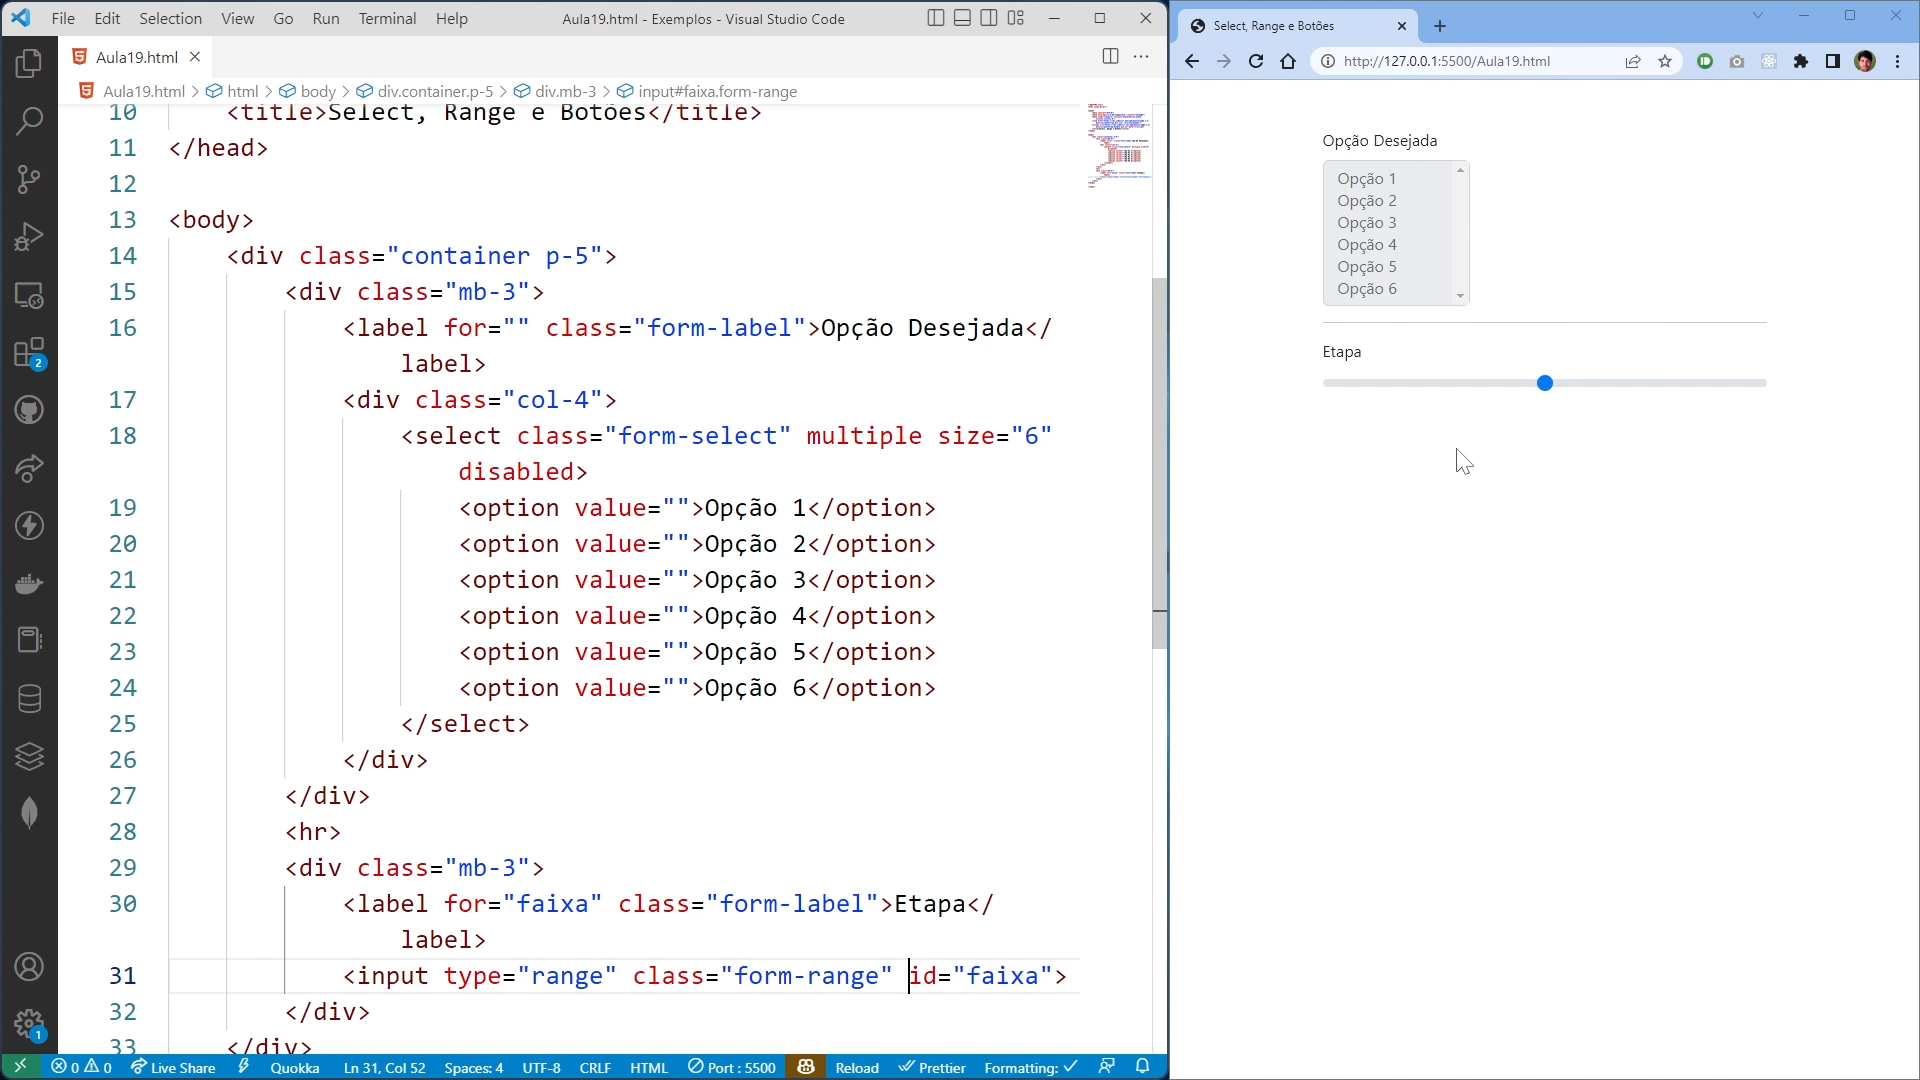 File Edit Selection View Go Run Terminal Help
Aula19.html - Exemplos - Visual Studio Code
Aula19.html
Aula19.html > html > body > div.container.p-5 > div.mb-3 > input#faixa.form-range
10 <title>Select, Range e Botões</title>
11 </head>
12
13 <body>
14 <div class="container p-5">
15 <div class="mb-3">
16 <label for="" class="form-label">Opção Desejada</
label>
17 <div class="col-4">
18 <select class="form-select" multiple size="6"
disabled>
19 <option value="">Opção 1</option>
20 <option value="">Opção 2</option>
21 <option value="">Opção 3</option>
22 <option value="">Opção 4</option>
23 <option value="">Opção 5</option>
24 <option value="">Opção 6</option>
25 </select>
26 </div>
27 </div>
28 <hr>
29 <div class="mb-3">
30 <label for="faixa" class="form-label">Etapa</
label>
31 <input type="range" class="form-range" id="faixa">
32 </div>
33 </div>
2
1
0 0 Live Share Quokka Ln 31, Col 52 Spaces: 4 UTF-8 CRLF HTML Port : 5500 Reload Prettier Formatting:
Select, Range e Botões
http://127.0.0.1:5500/Aula19.html
Opção Desejada
Opção 1
Opção 2
Opção 3
Opção 4
Opção 5
Opção 6
Etapa